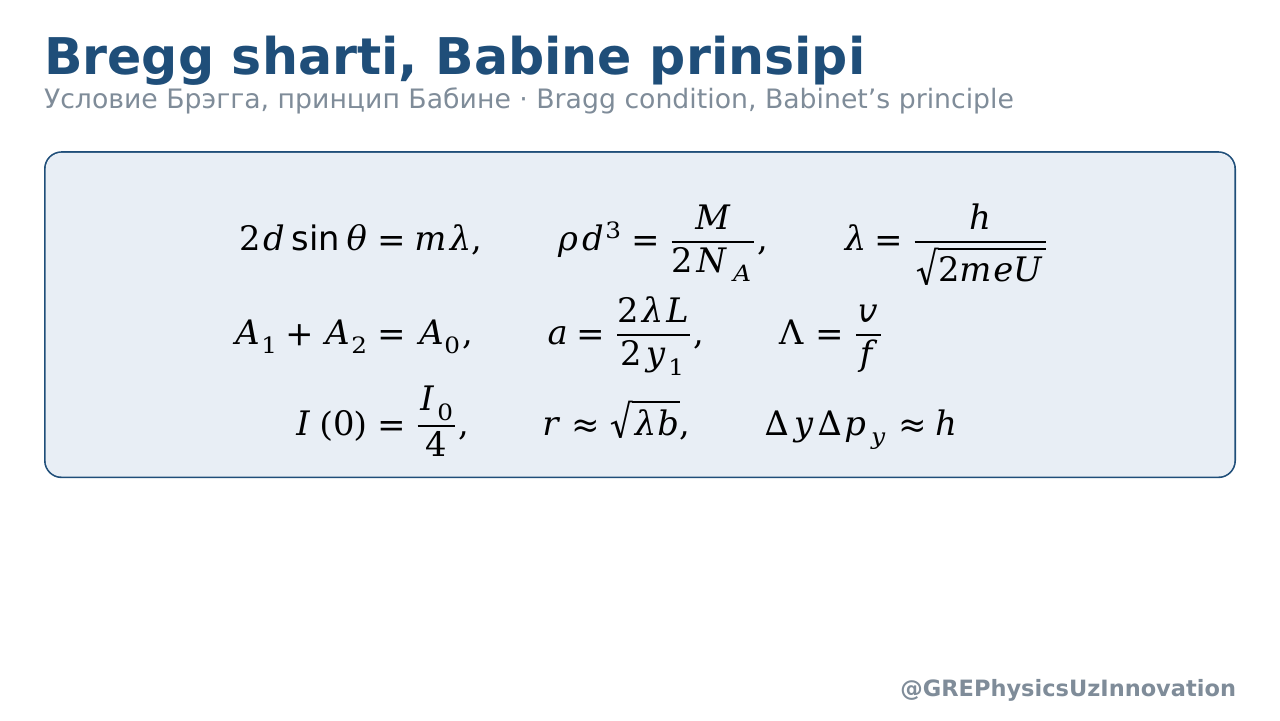 Bregg sharti, Babine prinsipi
Условие Брэгга, принцип Бабине · Bragg condition, Babinet’s principle
2d sin θ = mλ, ρd³ = M/(2N_A), λ = h/√(2meU)
A₁ + A₂ = A₀, a = 2λL/(2y₁), Λ = v/f
I (0) = I₀/4, r ≈ √(λb), ΔyΔp_y ≈ h
@GREPhysicsUzInnovation